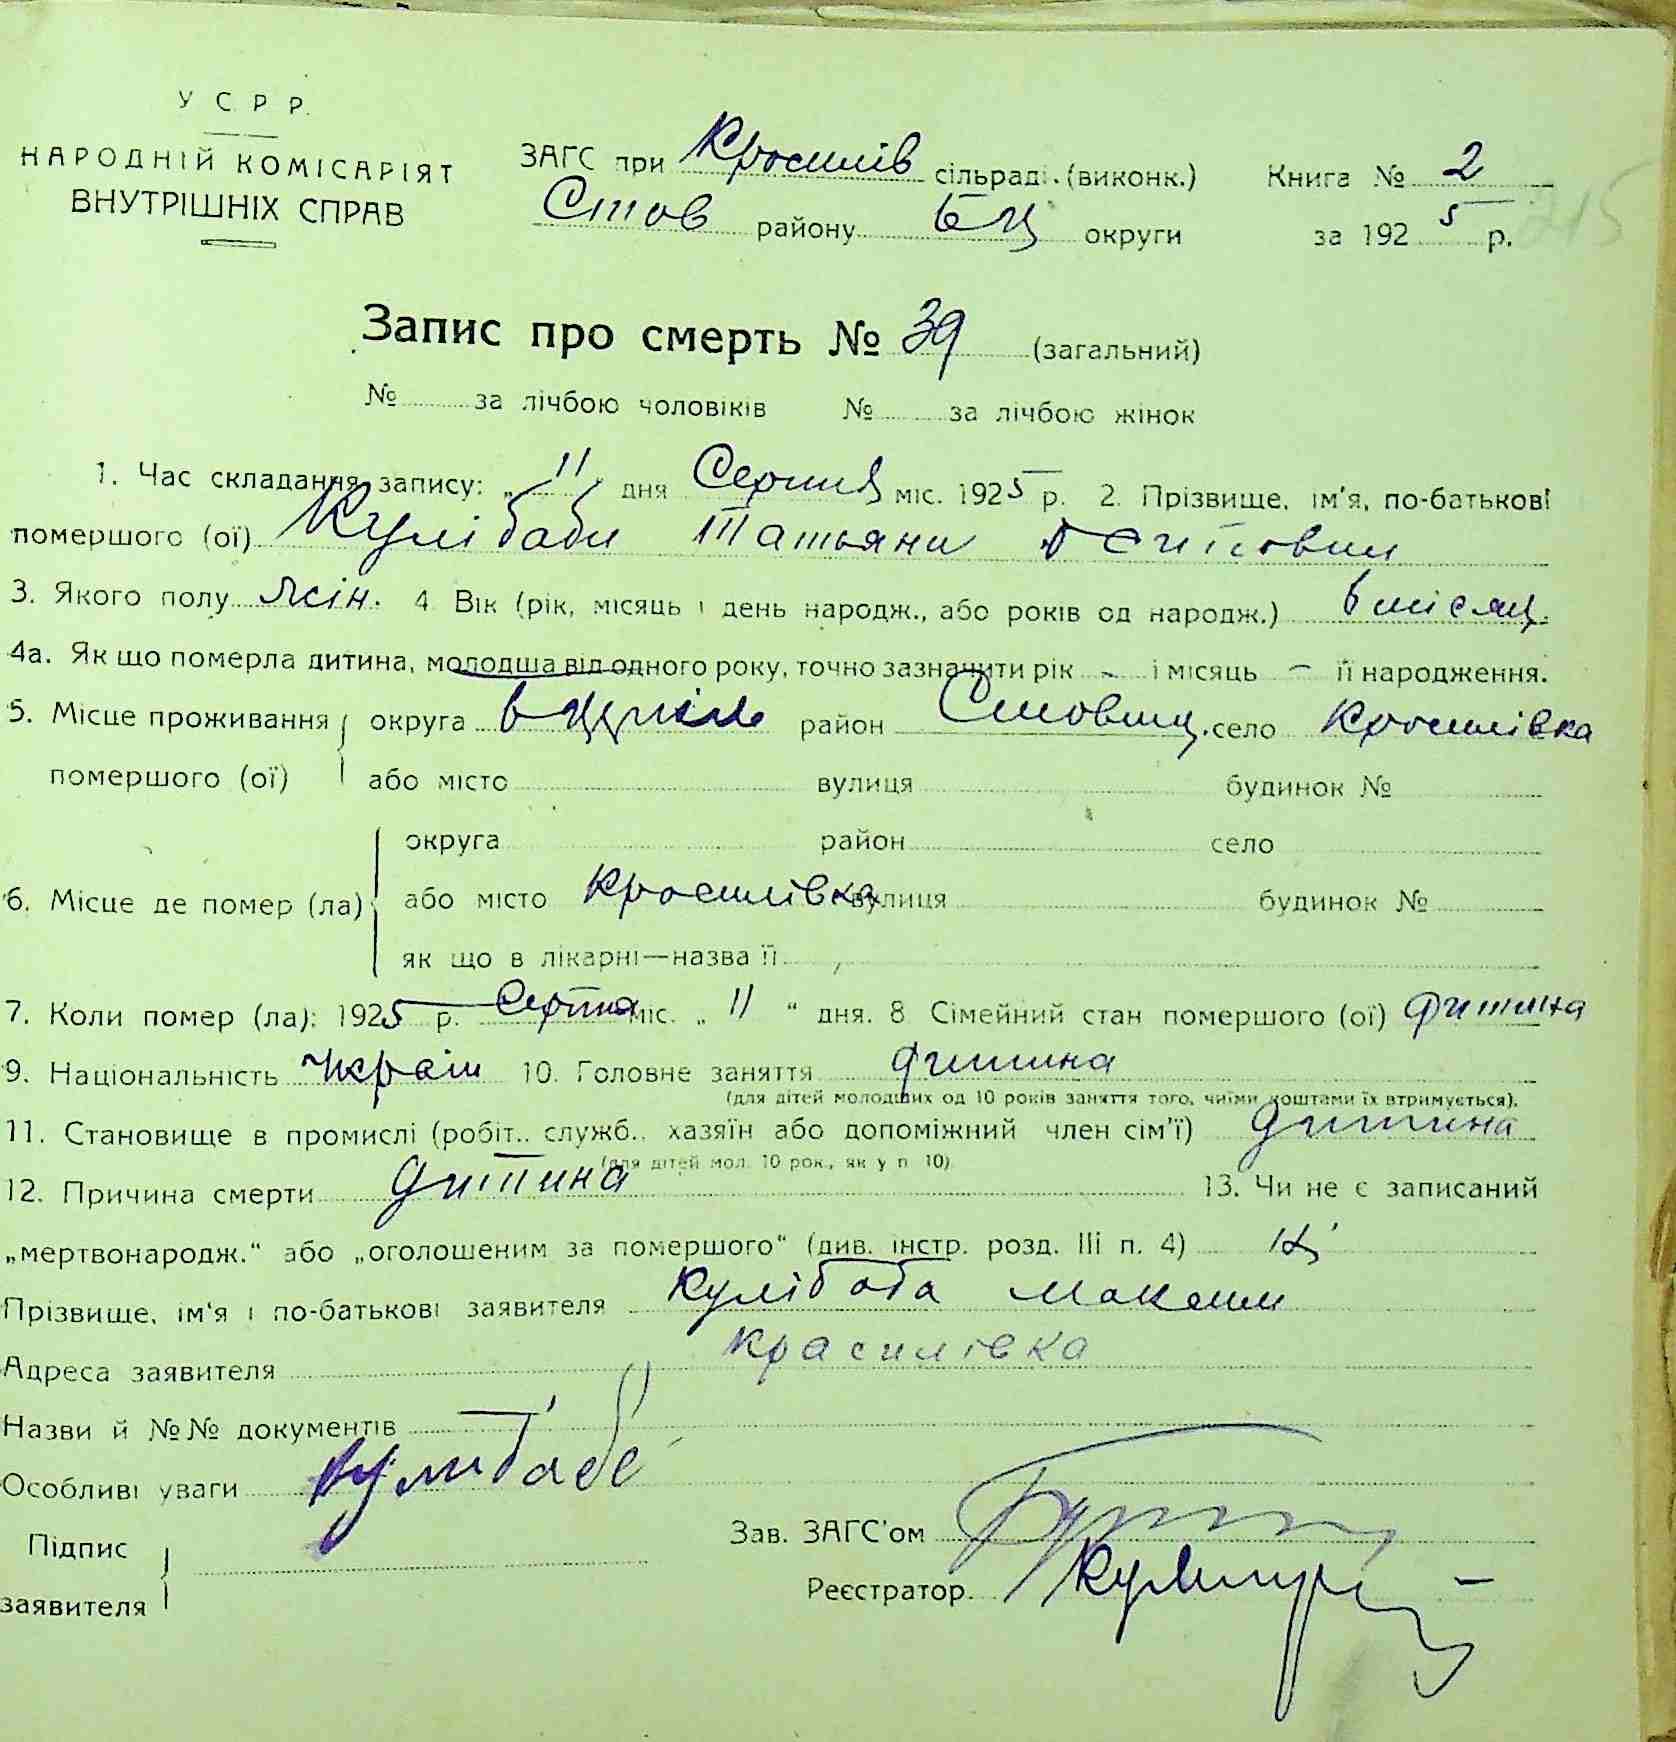 У С Р Р.
НАРОДНІЙ КОМІСАРІЯТ
ВНУТРІШНІХ СПРАВ
ЗАГС при Красилів сільраді (виконк.)
Став району БЦ округи
Книга № 2
за 1925 р.
Запис про смерть № 39 (загальний)
№ за лічбою чоловіків № за лічбою жінок
1. Час складання запису: „ 11 " дня Серпня міс. 1925 р. 2. Прізвище, ім'я, по-батькові
помершого (ої) Кулібаби Татьяни
3. Якого полу жін. 4. Вік (рік, місяць і день народж., або років од народж.) 6 місяц.
4а. Як що померла дитина, молодша від одного року, точно зазначити рік – і місяць – її народження.
5. Місце проживання округа район Ставищ. село Красилівка
помершого (ої) або місто вулиця будинок №
округа район село
6. Місце де помер (ла) або місто Красилівка вулиця будинок №
як що в лікарні—назва її
7. Коли помер (ла): 1925 р. Серпня міс. „ 11 “ дня. 8. Сімейний стан помершого (ої) дитина
9. Національність Україн 10. Головне заняття дитина
(для дітей молодших од 10 років заняття того, чиїми коштами їх втримується).
11. Становище в промислі (робіт., служб., хазяїн або допоміжний член сім'ї) дитина
(для дітей мол. 10 рок., як у п. 10)
12. Причина смерти дитина 13. Чи не є записаний
„мертвонародж.“ або „оголошеним за помершого“ (див. інстр. розд. III п. 4) ні
Прізвище, ім'я і по-батькові заявителя Кулібаба Максим
Адреса заявителя Красилівка
Назви й №№ документів
Особливі уваги
Підпис
заявителя
Зав. ЗАГС'ом
Реєстратор